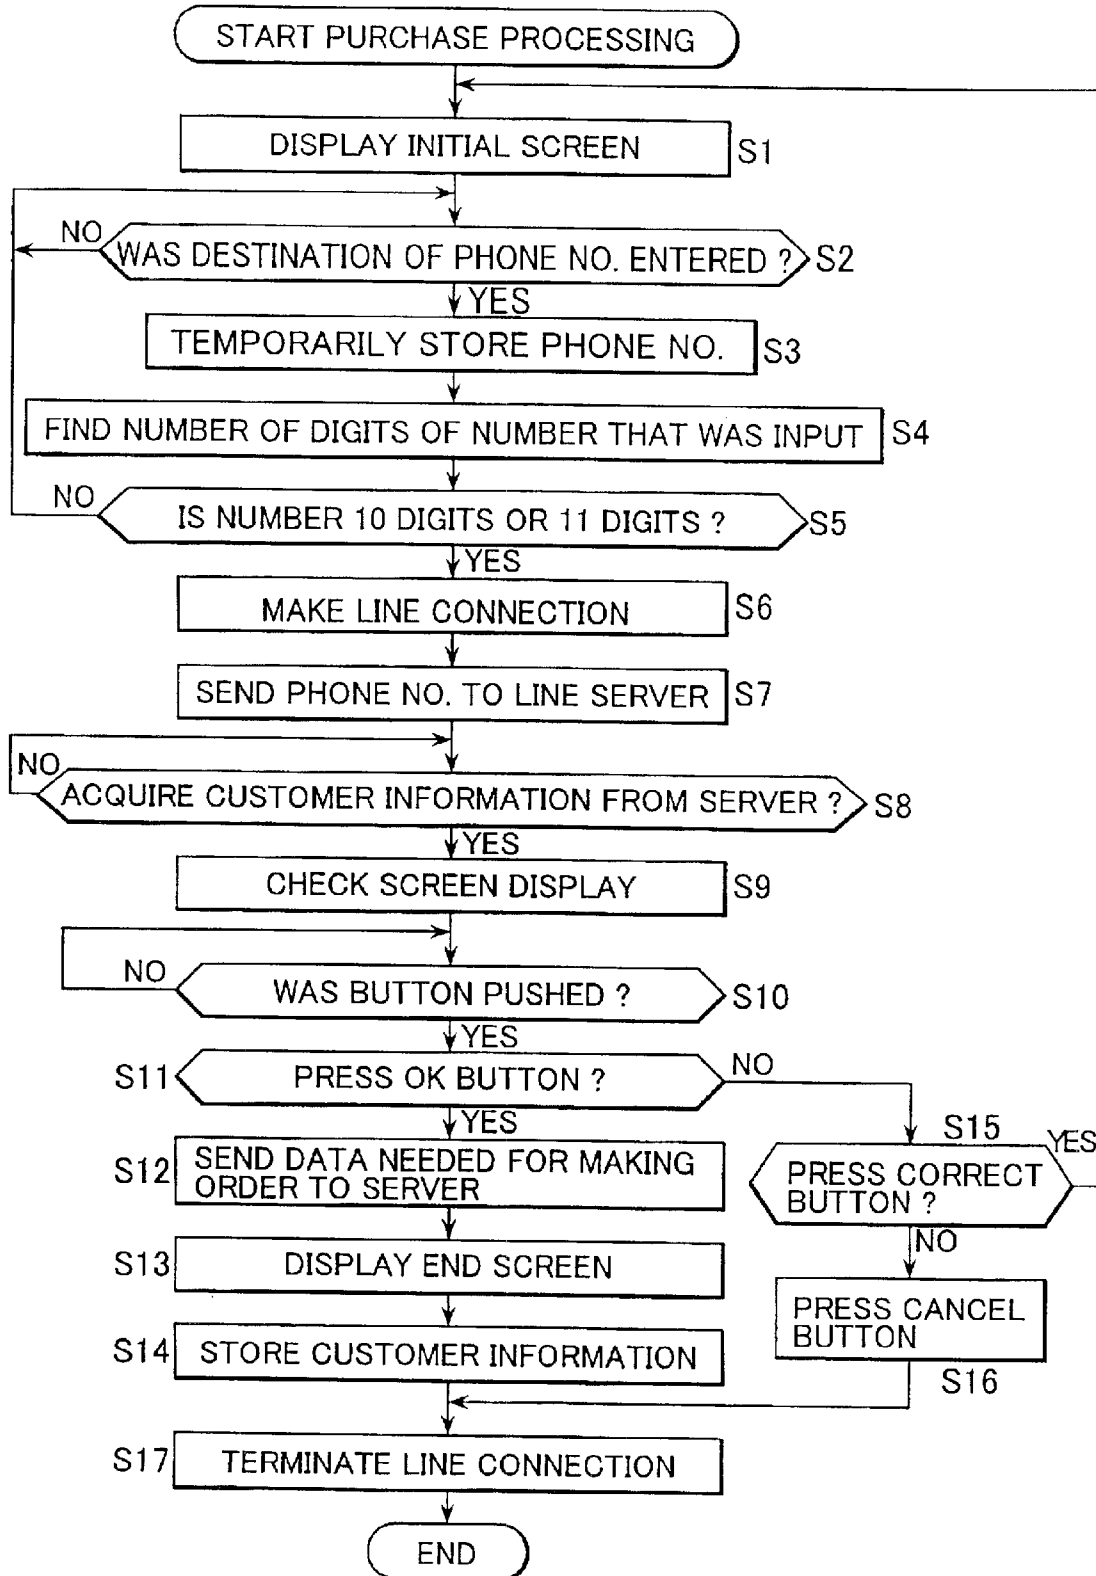 START PURCHASE PROCESSING
DISPLAY INITIAL SCREEN S1
NO
WAS DESTINATION OF PHONE NO. ENTERED ? S2
YES
TEMPORARILY STORE PHONE NO. S3
FIND NUMBER OF DIGITS OF NUMBER THAT WAS INPUT S4
NO
IS NUMBER 10 DIGITS OR 11 DIGITS ? S5
YES
MAKE LINE CONNECTION S6
SEND PHONE NO. TO LINE SERVER S7
NO
ACQUIRE CUSTOMER INFORMATION FROM SERVER ? S8
YES
CHECK SCREEN DISPLAY S9
NO
WAS BUTTON PUSHED ? S10
YES
S11 PRESS OK BUTTON ? NO
YES
S12 SEND DATA NEEDED FOR MAKING
ORDER TO SERVER
S15 YES
PRESS CORRECT
BUTTON ?
NO
S13 DISPLAY END SCREEN
PRESS CANCEL
BUTTON
S16
S14 STORE CUSTOMER INFORMATION
S17 TERMINATE LINE CONNECTION
END